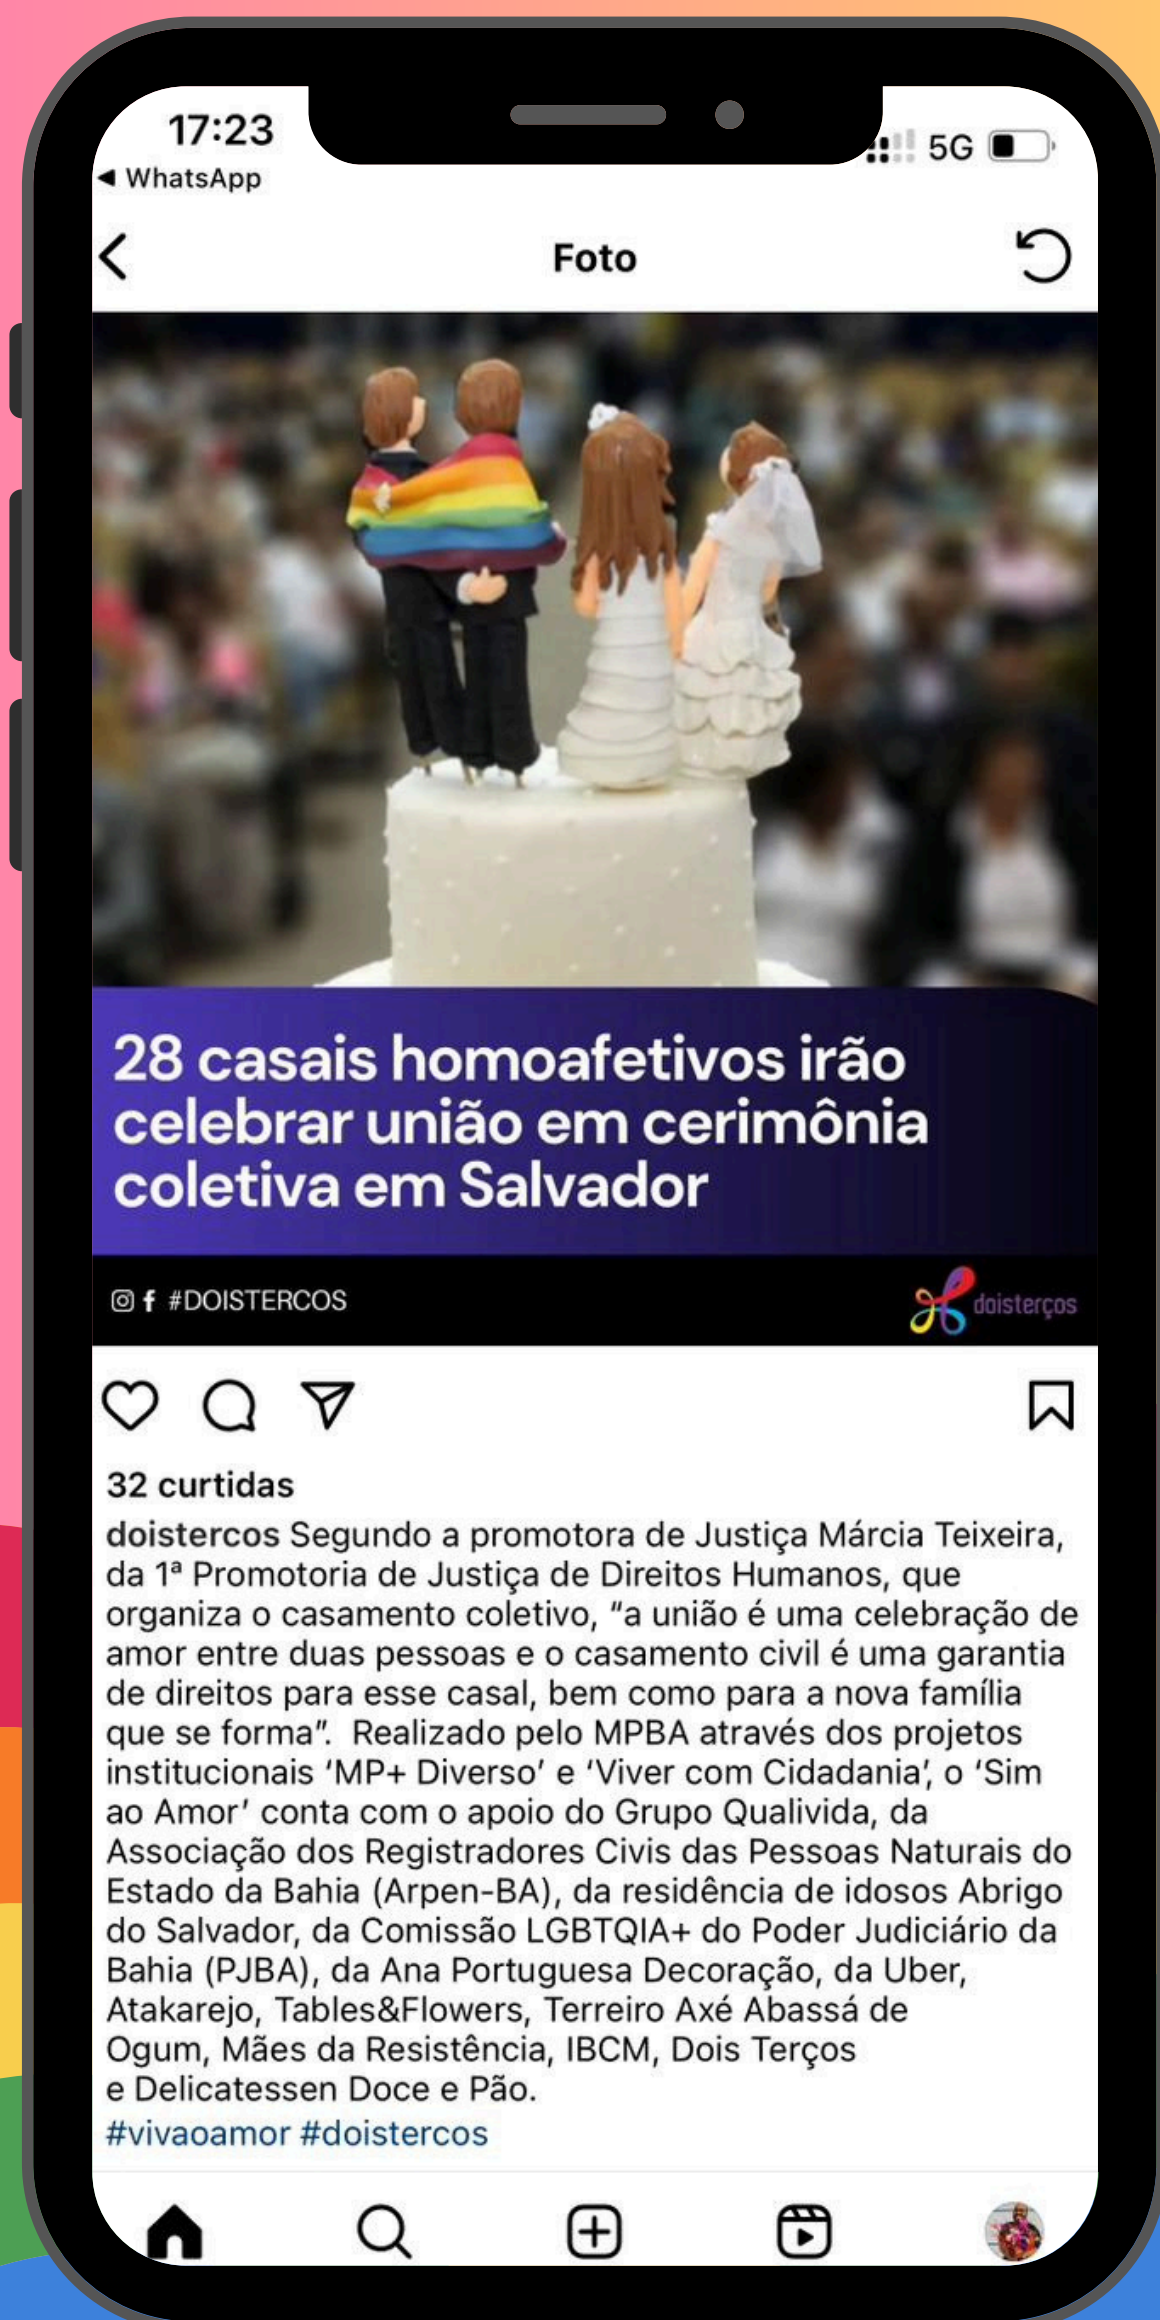 17:23
5G
◀ WhatsApp
Foto
28 casais homoafetivos irão
celebrar união em cerimônia
coletiva em Salvador
#DOISTERCOS
doisterços
32 curtidas
doistercos Segundo a promotora de Justiça Márcia Teixeira,
da 1ª Promotoria de Justiça de Direitos Humanos, que
organiza o casamento coletivo, “a união é uma celebração de
amor entre duas pessoas e o casamento civil é uma garantia
de direitos para esse casal, bem como para a nova família
que se forma”.  Realizado pelo MPBA através dos projetos
institucionais ‘MP+ Diverso’ e ‘Viver com Cidadania’, o ‘Sim
ao Amor’ conta com o apoio do Grupo Qualivida, da
Associação dos Registradores Civis das Pessoas Naturais do
Estado da Bahia (Arpen-BA), da residência de idosos Abrigo
do Salvador, da Comissão LGBTQIA+ do Poder Judiciário da
Bahia (PJBA), da Ana Portuguesa Decoração, da Uber,
Atakarejo, Tables&Flowers, Terreiro Axé Abassá de
Ogum, Mães da Resistência, IBCM, Dois Terços
e Delicatessen Doce e Pão.
#vivaoamor #doistercos